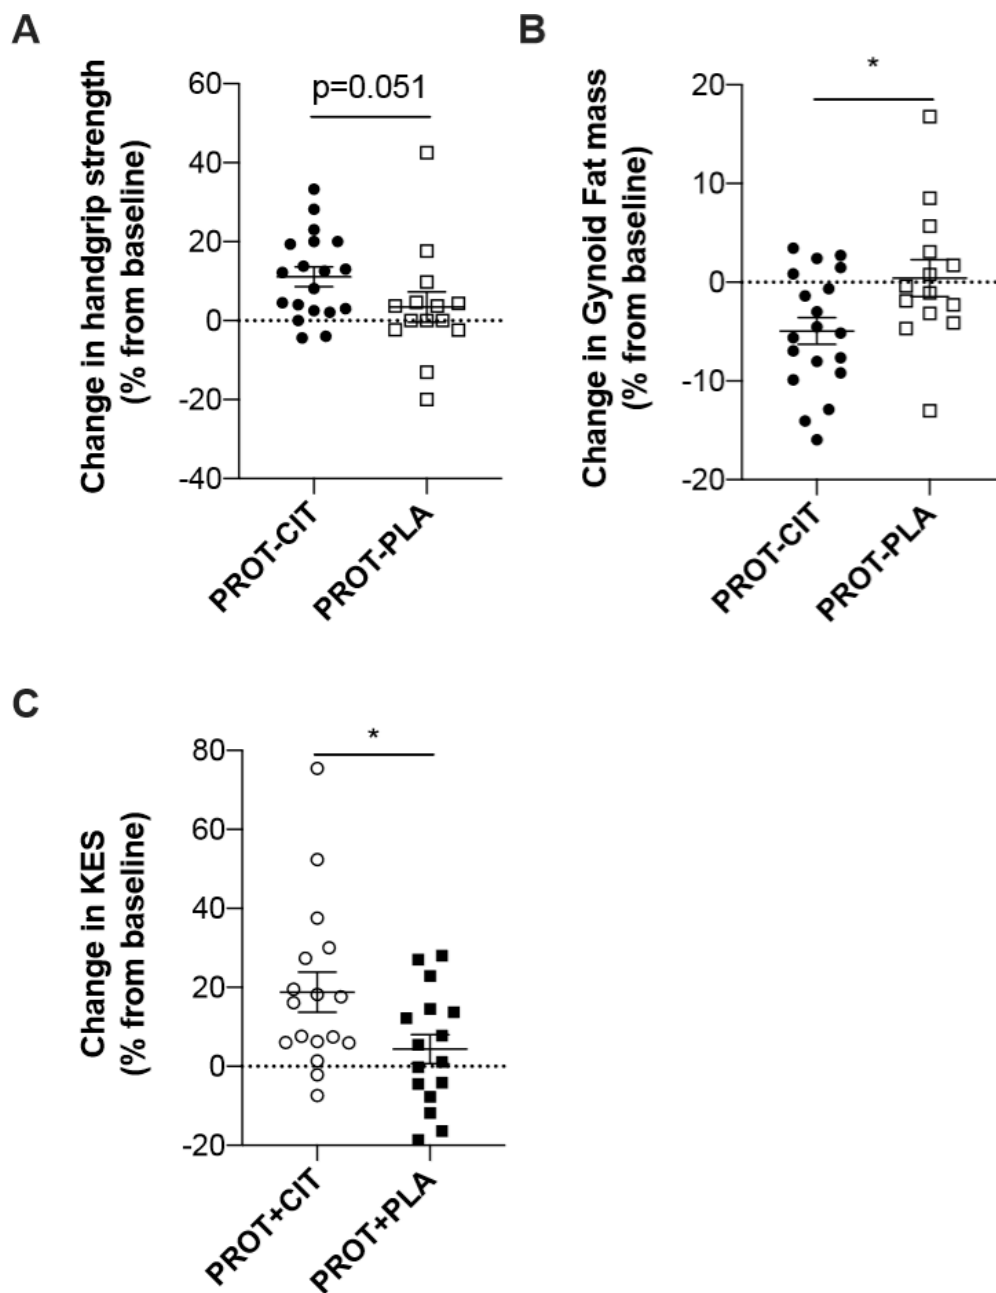 A
Change in handgrip strength
(% from baseline)
60
40
20
0
-20
-40
p=0.051
PROT-CIT
PROT-PLA
B
Change in Gynoid Fat mass
(% from baseline)
20
10
0
-10
-20
*
PROT-CIT
PROT-PLA
C
Change in KES
(% from baseline)
80
60
40
20
0
-20
*
PROT+CIT
PROT+PLA